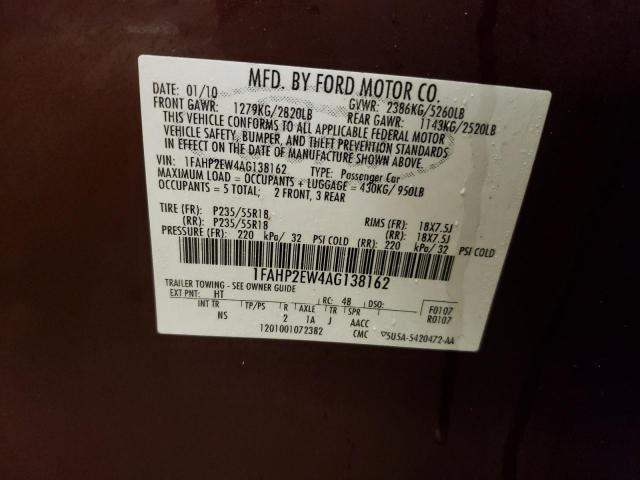 MFD. BY FORD MOTOR CO.
DATE: 01/10 GVWR: 2386KG/5260LB
FRONT GAWR: 1279KG/2820LB REAR GAWR: 1143KG/2520LB
THIS VEHICLE CONFORMS TO ALL APPLICABLE FEDERAL MOTOR
VEHICLE SAFETY, BUMPER, AND THEFT PREVENTION STANDARDS
IN EFFECT ON THE DATE OF MANUFACTURE SHOWN ABOVE.
VIN: 1FAHP2EW4AG138162 TYPE: Passenger Car
MAXIMUM LOAD = OCCUPANTS + LUGGAGE = 430KG/950LB
OCCUPANTS = 5 TOTAL; 2 FRONT, 3 REAR
TIRE (FR): P235/55R18 RIMS (FR): 18X7.5J
(RR): P235/55R18 (RR): 18X7.5J
PRESSURE (FR): 220 kPa/ 32 PSI COLD (RR): 220 kPa/ 32 PSI COLD
1FAHP2EW4AG138162
TRAILER TOWING - SEE OWNER GUIDE
EXT PNT: HT RC: 48 DSO: F0107
INT TR TP/PS R AXLE TR SPR R0107
NS 2 1A J AACC
1201001072382 CMC ▽5U5A-5420472-AA